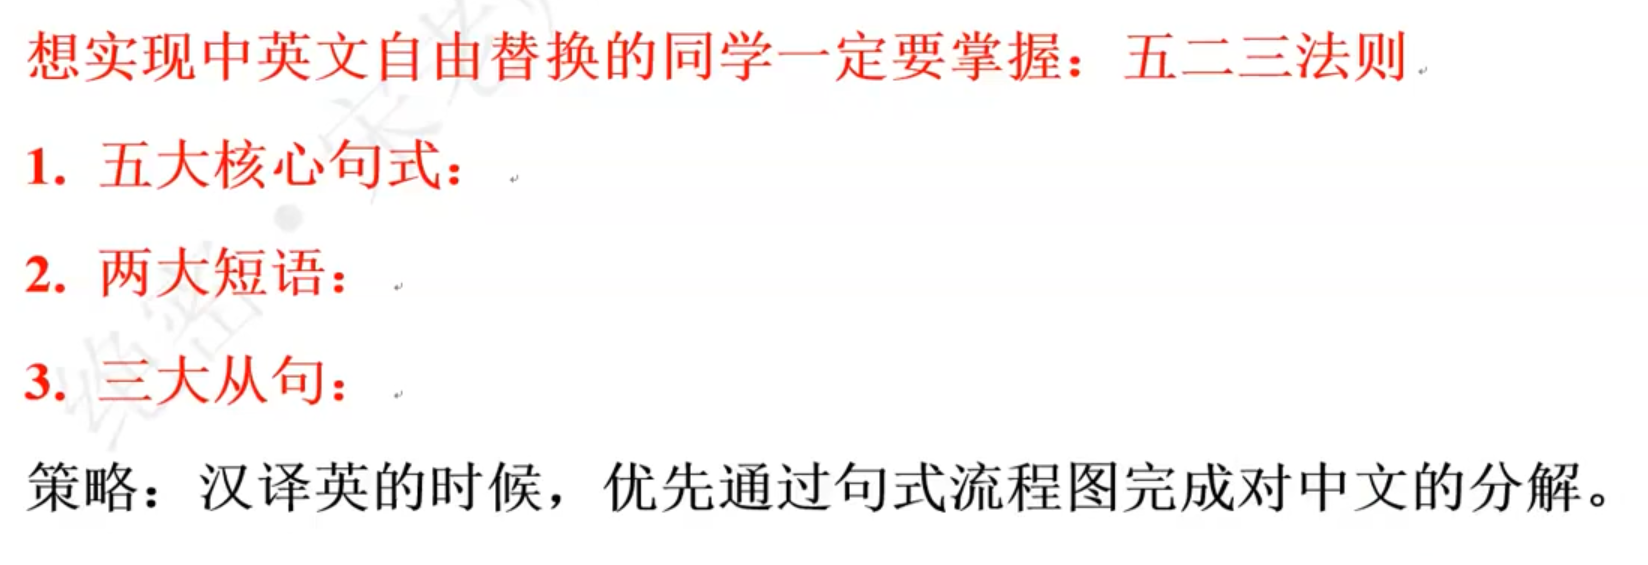 想实现中英文自由替换的同学一定要掌握：五二三法则
1. 五大核心句式：
2. 两大短语：
3. 三大从句：
策略：汉译英的时候，优先通过句式流程图完成对中文的分解。